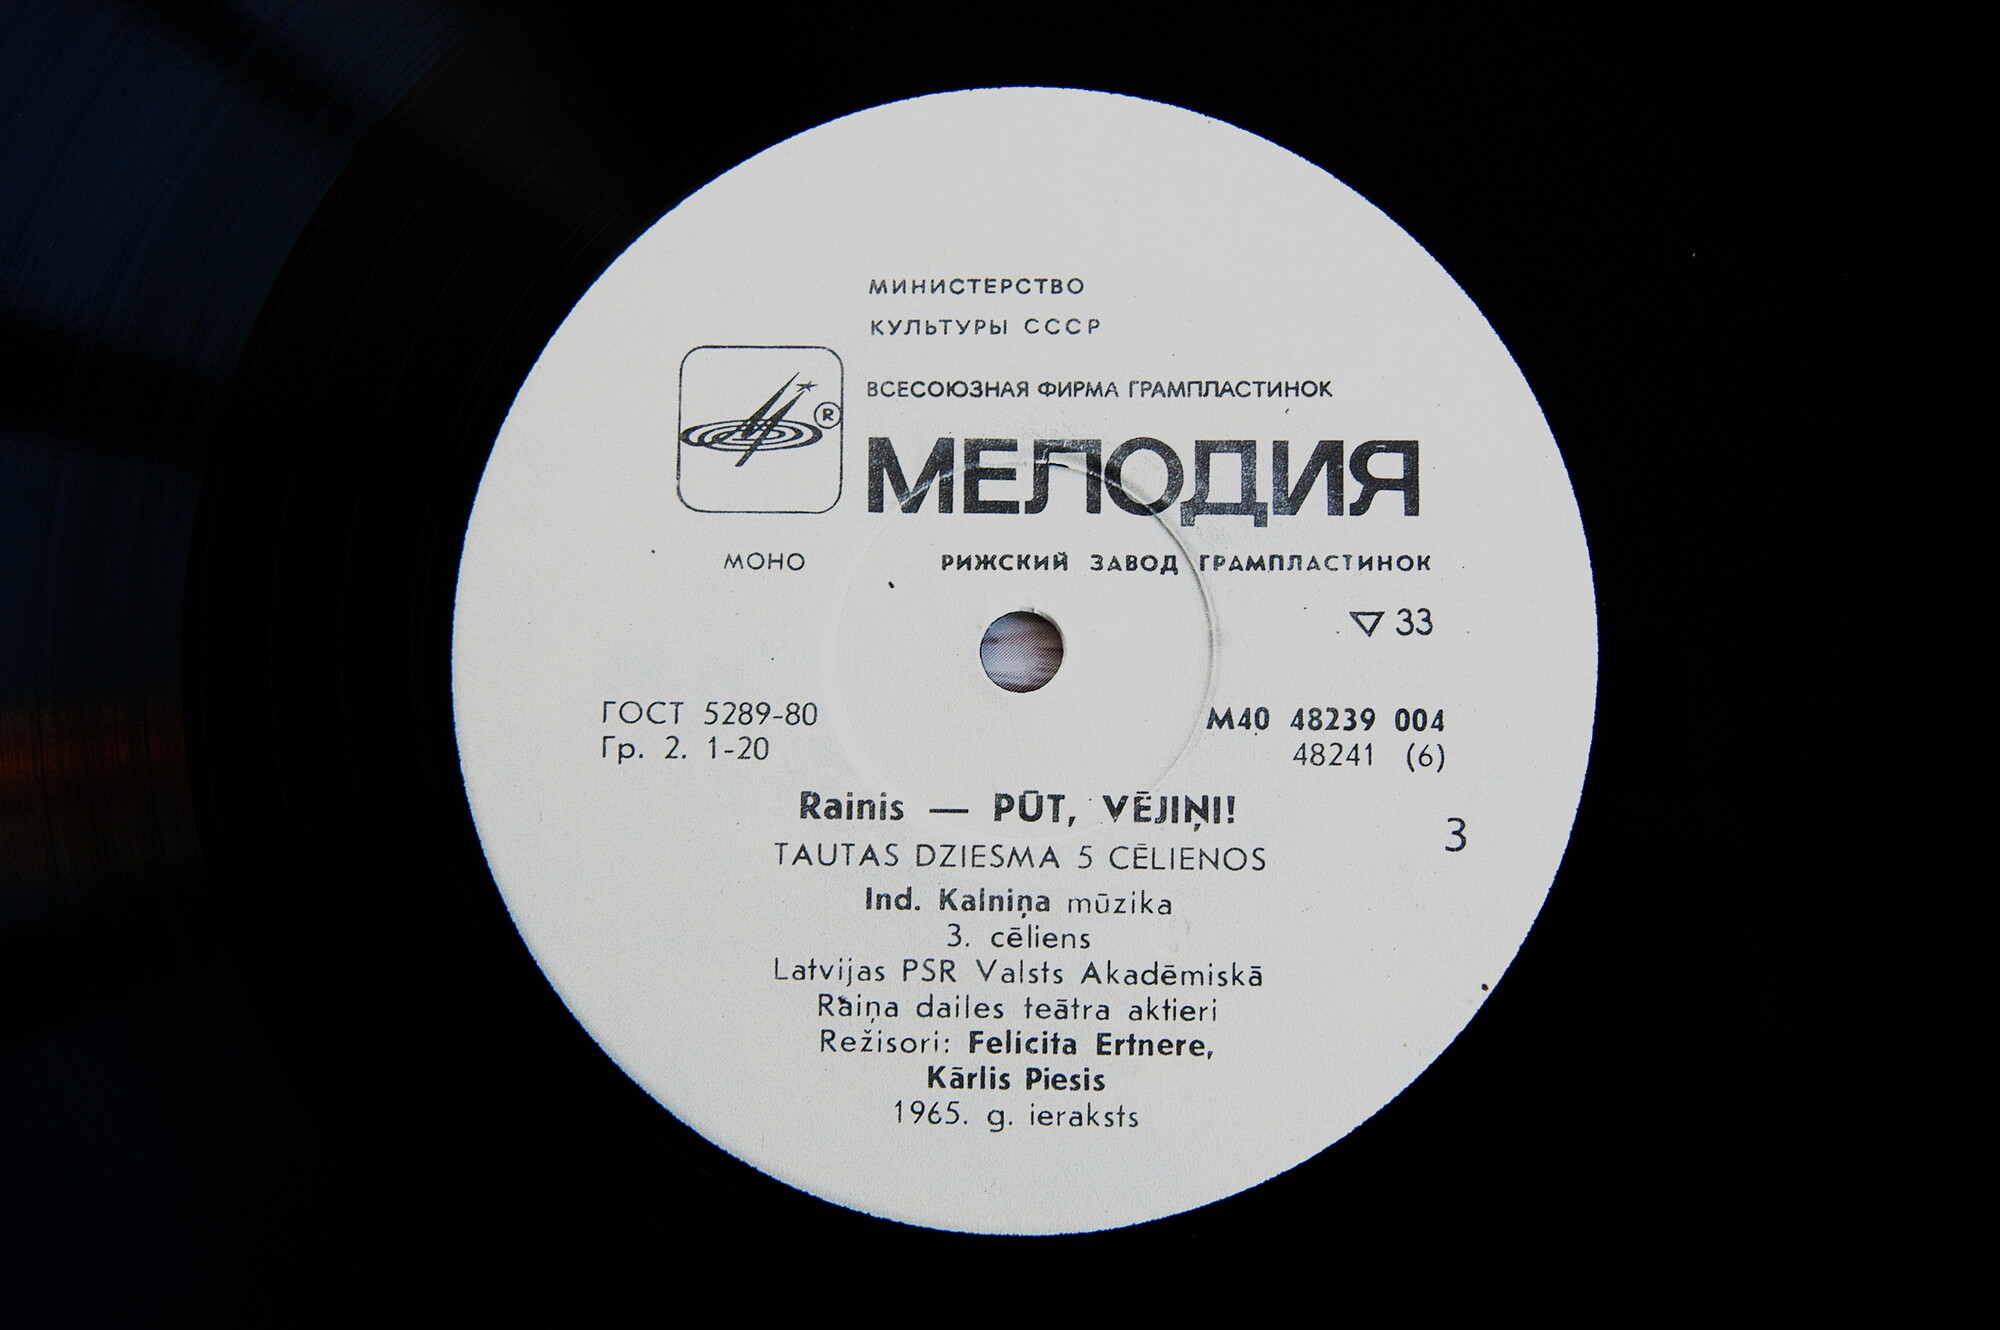 МИНИСТЕРСТВО
КУЛЬТУРЫ СССР
ВСЕСОЮЗНАЯ ФИРМА ГРАМПЛАСТИНОК
®
МЕЛОДИЯ
МОНО РИЖСКИЙ ЗАВОД ГРАМПЛАСТИНОК
▽ 33
ГОСТ 5289-80 М40 48239 004
Гр. 2. 1-20 48241 (6)
Rainis — PŪT, VĒJIŅI!
3
TAUTAS DZIESMA 5 CĒLIENOS
Ind. Kalniņa mūzika
3. cēliens
Latvijas PSR Valsts Akadēmiskā
Raiņa dailes teātra aktieri
Režisori: Felicita Ertnere,
Kārlis Piesis
1965. g. ieraksts